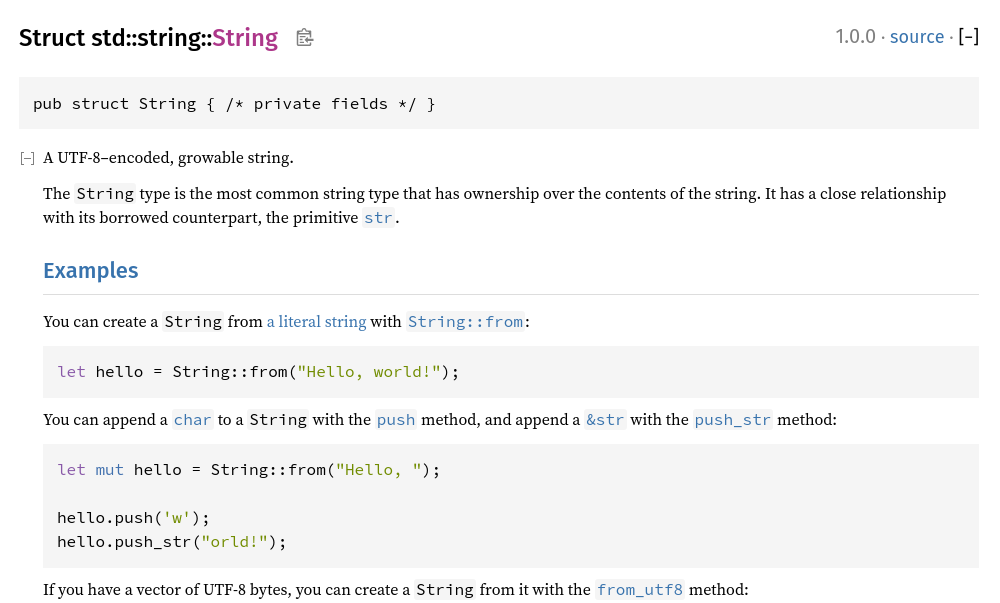 Struct std::string::String
1.0.0 · source · [-]
pub struct String { /* private fields */ }
[-] A UTF-8–encoded, growable string.
The String type is the most common string type that has ownership over the contents of the string. It has a close relationship
with its borrowed counterpart, the primitive str.
Examples
You can create a String from a literal string with String::from:
let hello = String::from("Hello, world!");
You can append a char to a String with the push method, and append a &str with the push_str method:
let mut hello = String::from("Hello, ");
hello.push('w');
hello.push_str("orld!");
If you have a vector of UTF-8 bytes, you can create a String from it with the from_utf8 method: